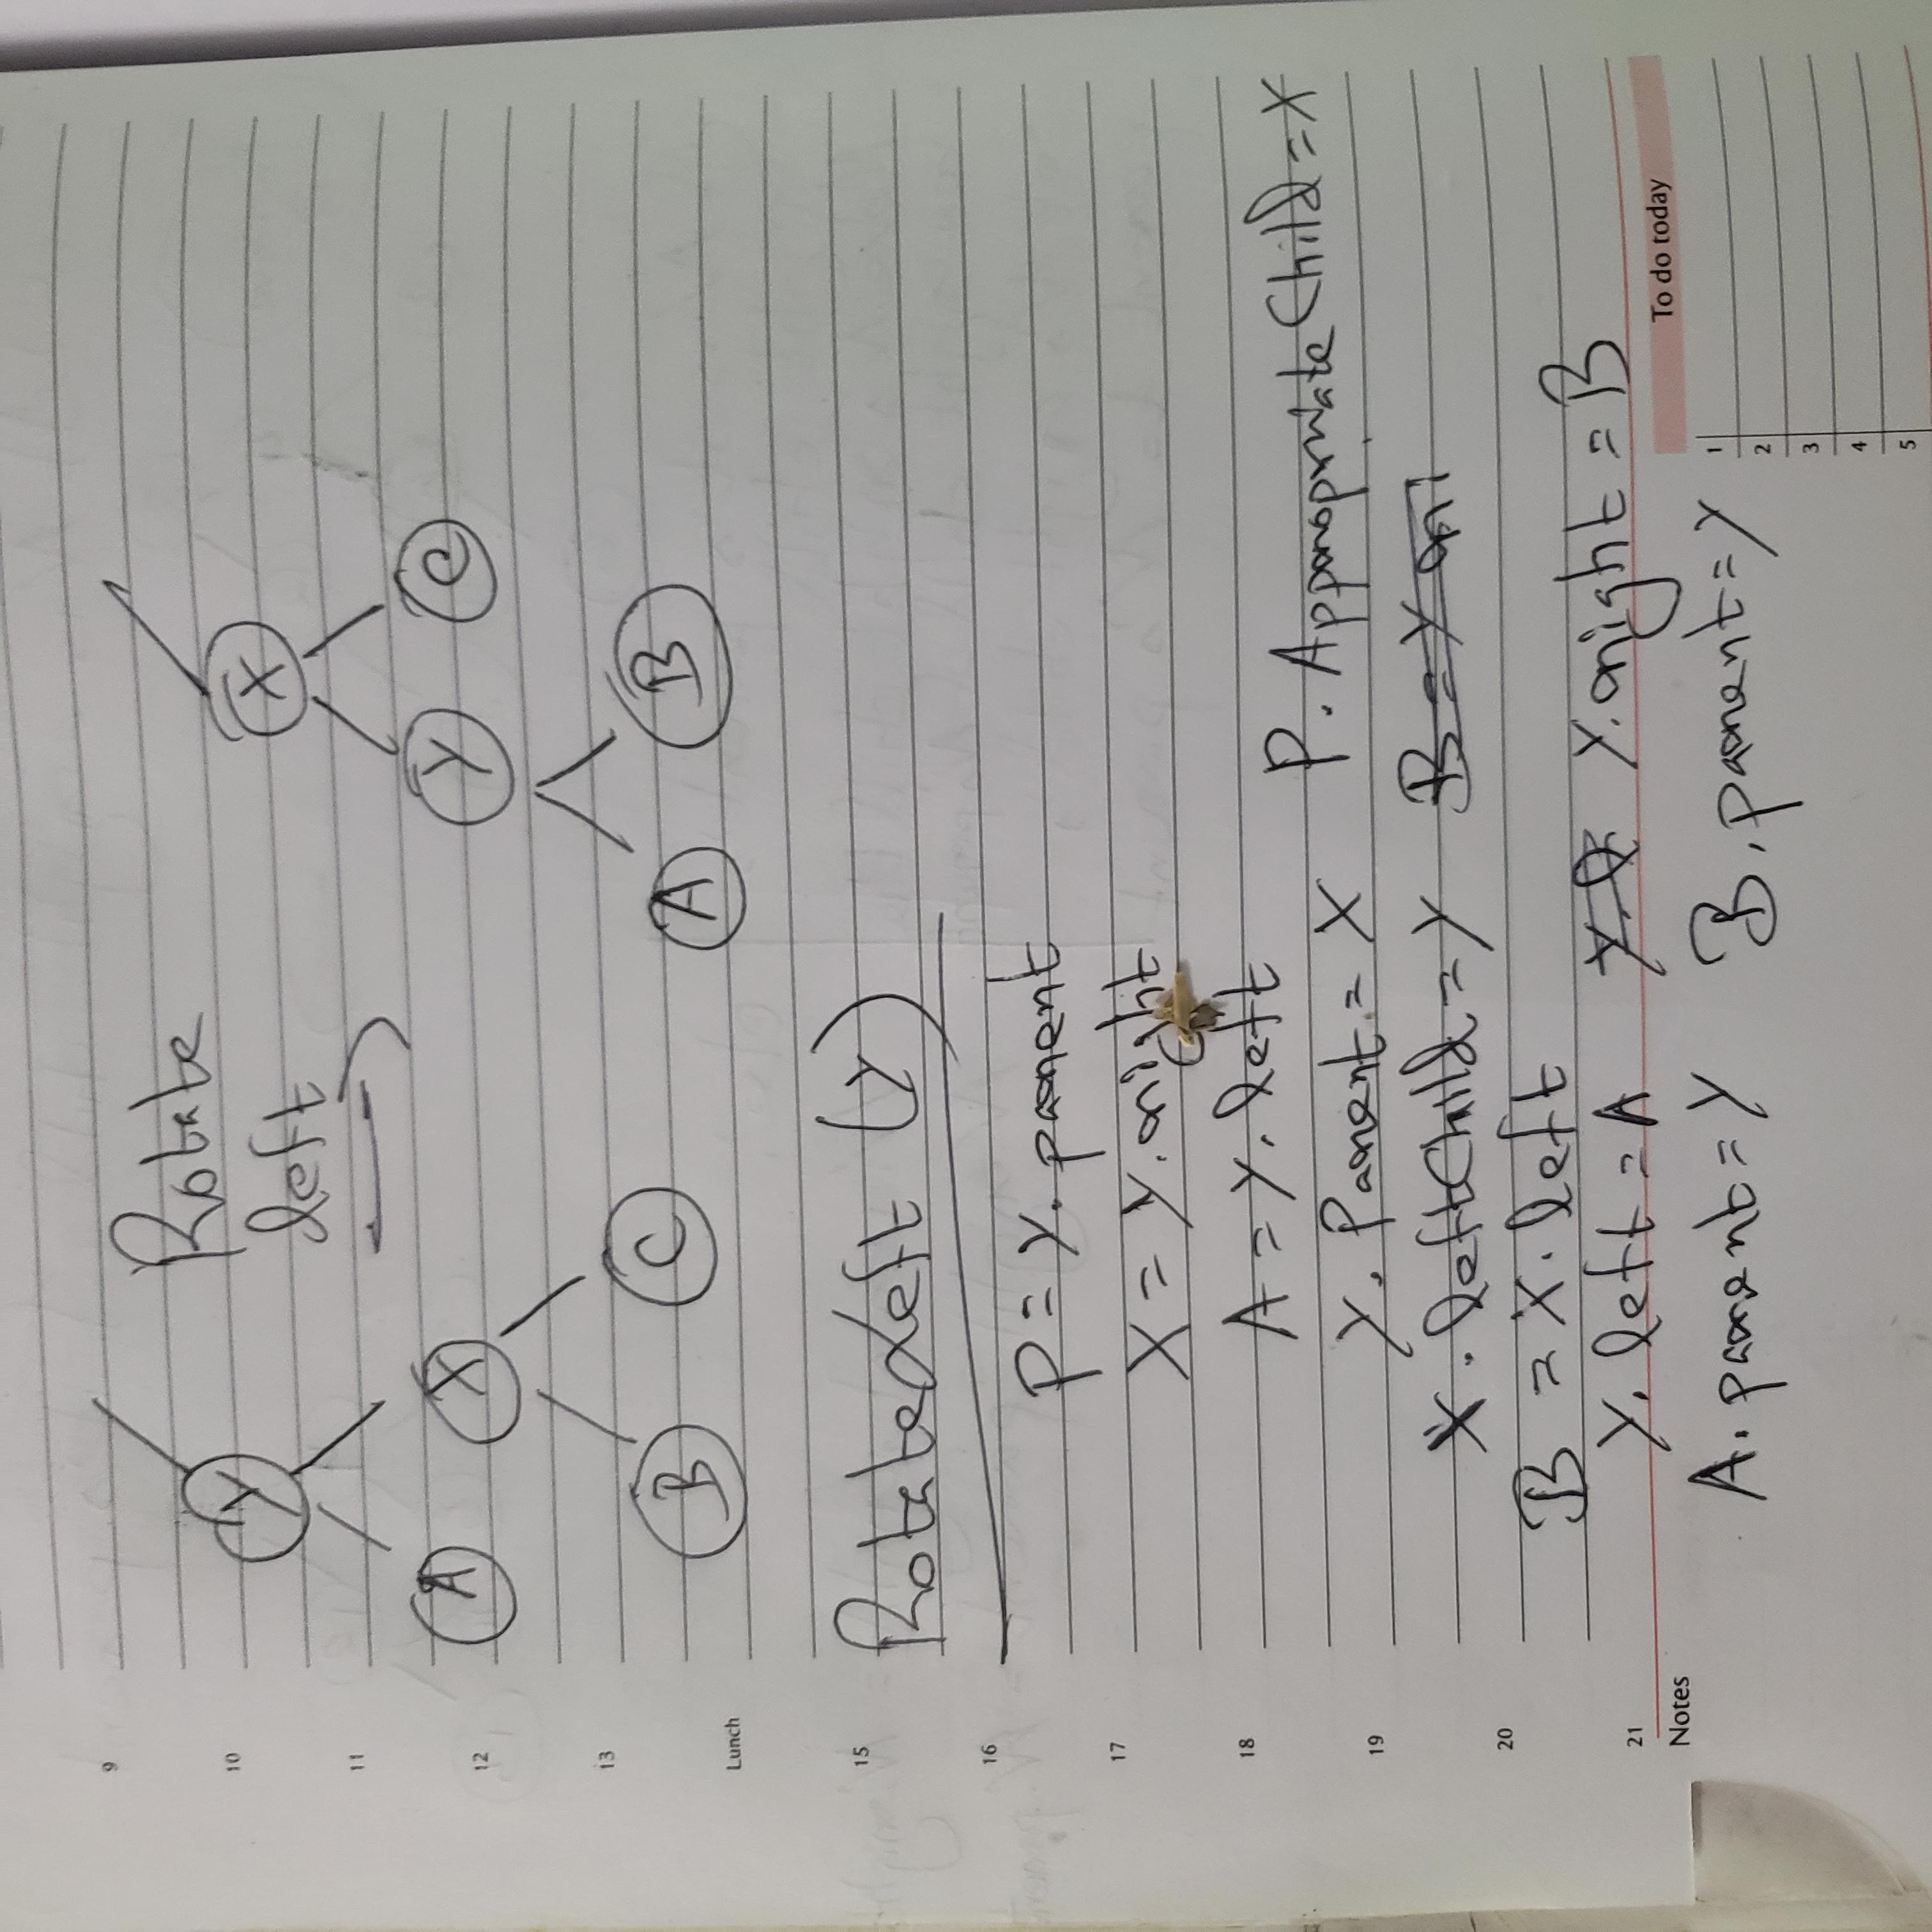 9
Rotate
Y
X
10
left
11
A
X
Y
C
12
13
B
C
A
B
Lunch
15
RotateLeft (Y)
16
P = Y. parent
17
X = Y. right
18
A = Y. left
P. AppropriateChild = X
19
Y. Parent = X
X. leftChild = Y
20
B = X. left
21
Y. left = A Y. right = B
Notes
To do today
A. parent = Y B. parent = Y
1
2
3
4
5